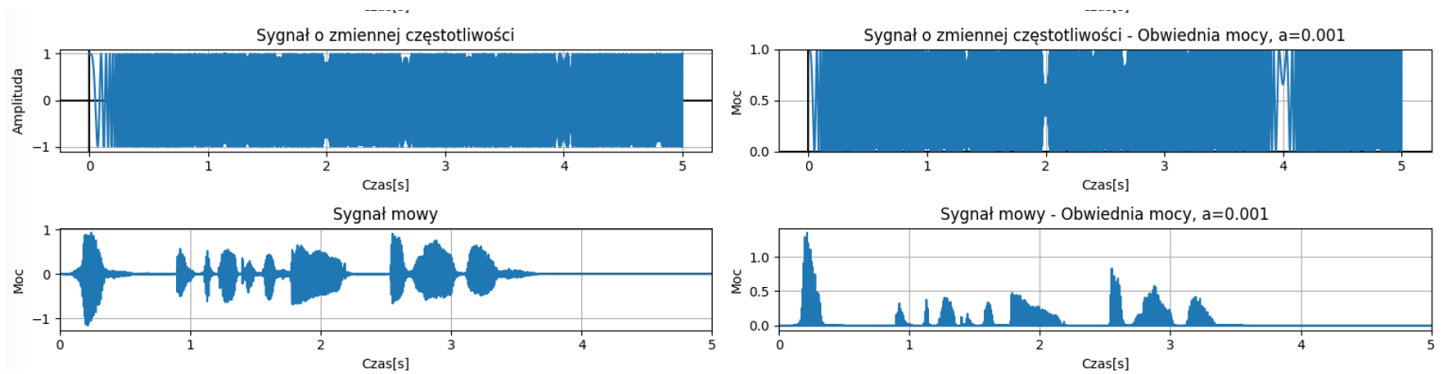 Sygnał o zmiennej częstotliwości
Amplituda
1
0
−1
0 1 2 3 4 5
Czas[s]
Sygnał o zmiennej częstotliwości - Obwiednia mocy, a=0.001
Moc
1.0
0.5
0.0
0 1 2 3 4 5
Czas[s]
Sygnał mowy
Moc
1
0
−1
0 1 2 3 4 5
Czas[s]
Sygnał mowy - Obwiednia mocy, a=0.001
Moc
1.0
0.5
0.0
0 1 2 3 4 5
Czas[s]